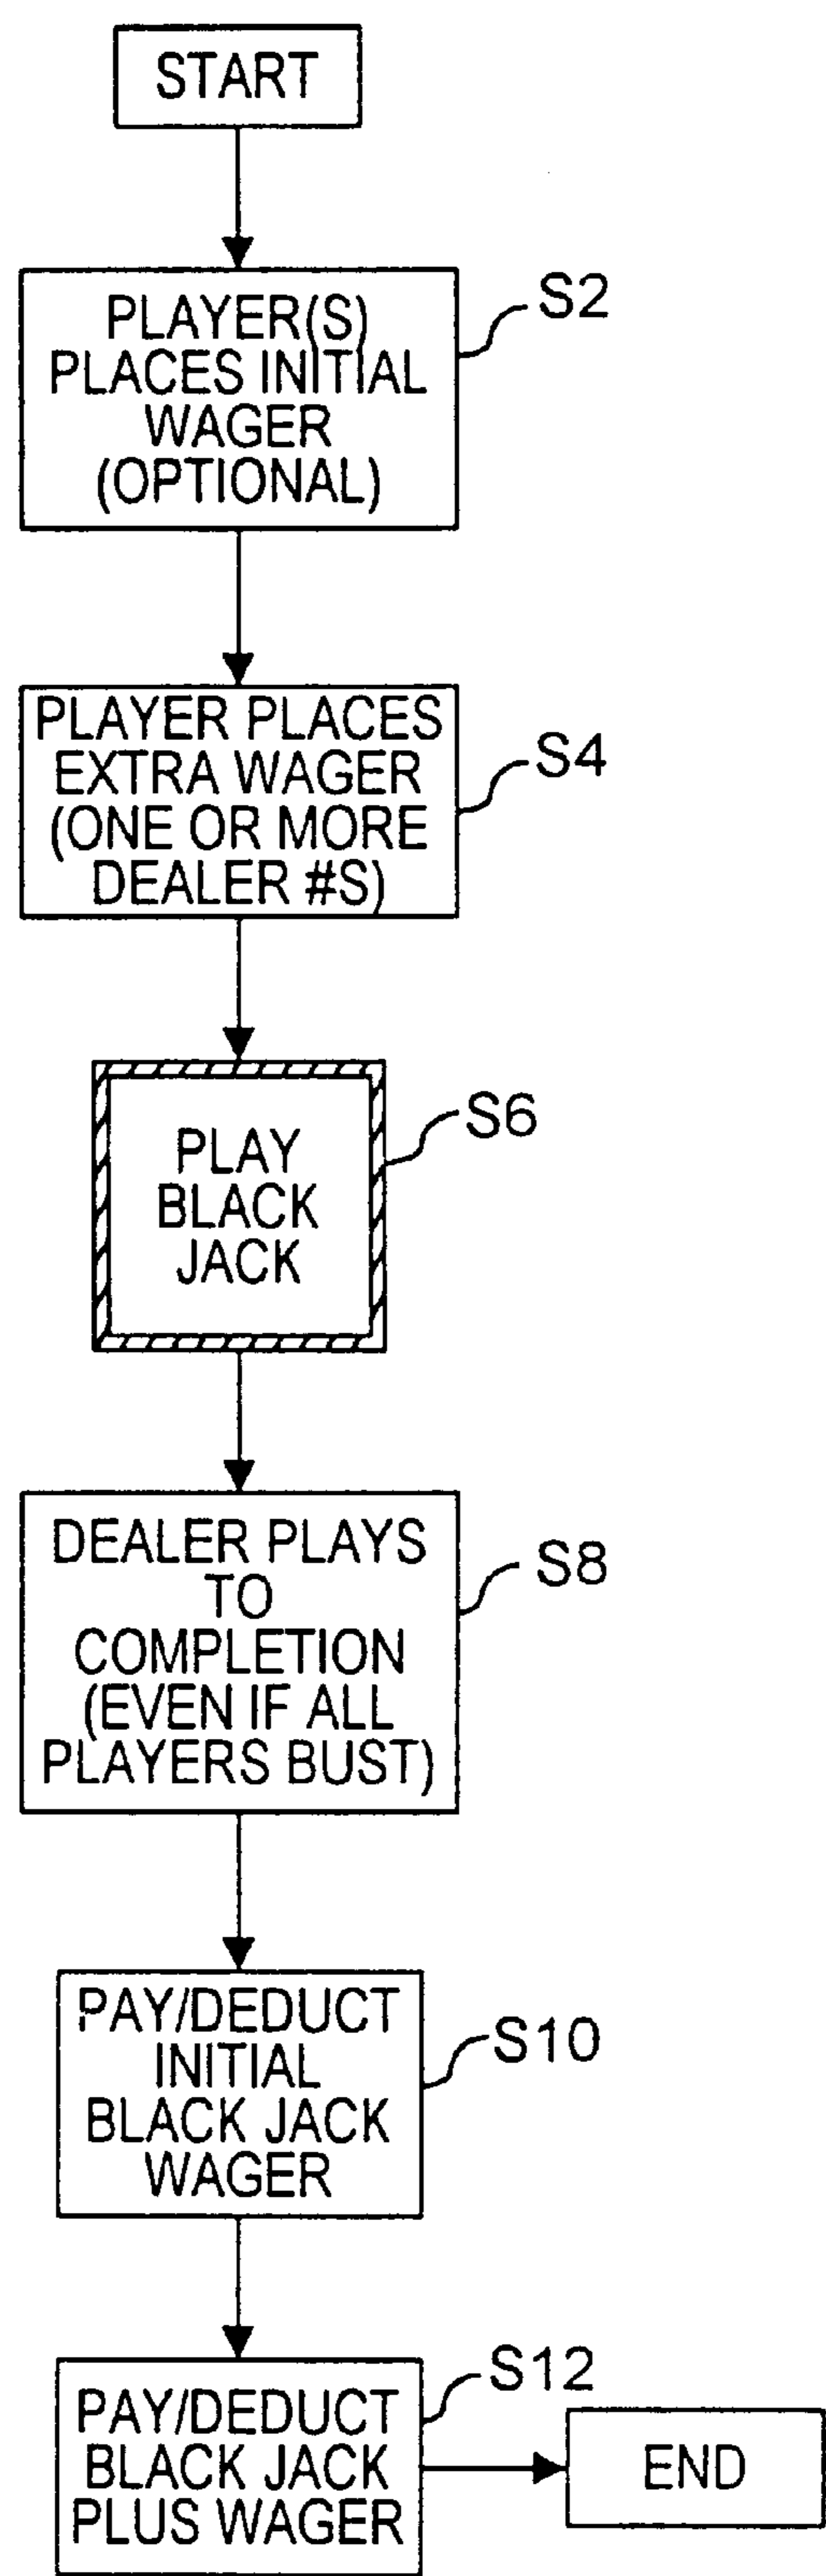 START
PLAYER(S)
PLACES INITIAL
WAGER
(OPTIONAL)
S2
PLAYER PLACES
EXTRA WAGER
(ONE OR MORE
DEALER #S)
S4
PLAY
BLACK
JACK
S6
DEALER PLAYS
TO
COMPLETION
(EVEN IF ALL
PLAYERS BUST)
S8
PAY/DEDUCT
INITIAL
BLACK JACK
WAGER
S10
PAY/DEDUCT
BLACK JACK
PLUS WAGER
S12
END